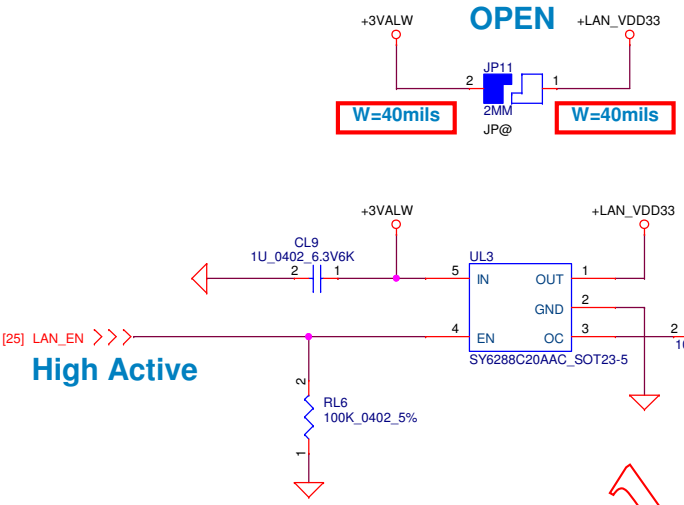 OPEN
+3VALW
+LAN_VDD33
JP11
2
1
2MM
W=40mils
W=40mils
JP@
+3VALW
+LAN_VDD33
CL9
1U_0402_6.3V6K
2
1
UL3
5
IN
OUT
1
GND
2
[25] LAN_EN
4
EN
OC
3
2
SY6288C20AAC_SOT23-5
High Active
2
RL6
100K_0402_5%
1